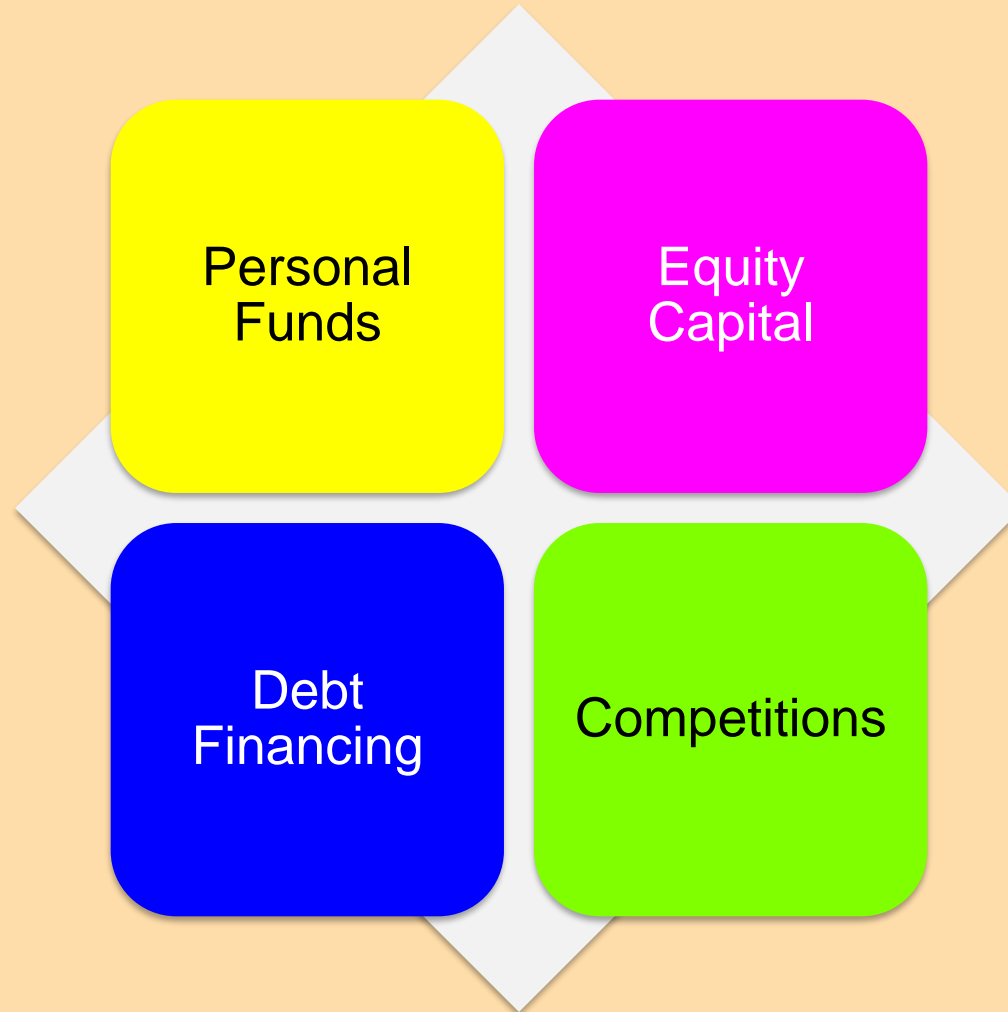 Personal
Funds
Equity
Capital
Debt
Financing
Competitions